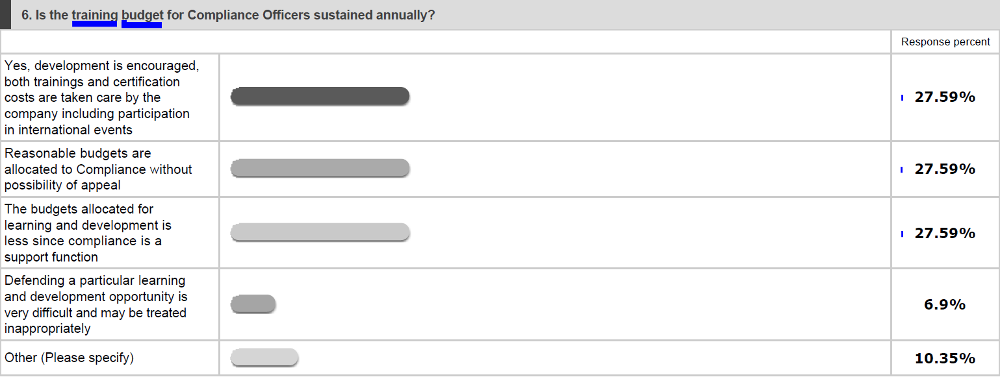 6. Is the training budget for Compliance Officers sustained annually?
Response percent
Yes, development is encouraged,
both trainings and certification
costs are taken care by the
company including participation
in international events
27.59%
Reasonable budgets are
allocated to Compliance without
possibility of appeal
27.59%
The budgets allocated for
learning and development is
less since compliance is a
support function
27.59%
Defending a particular learning
and development opportunity is
very difficult and may be treated
inappropriately
6.9%
Other (Please specify)
10.35%